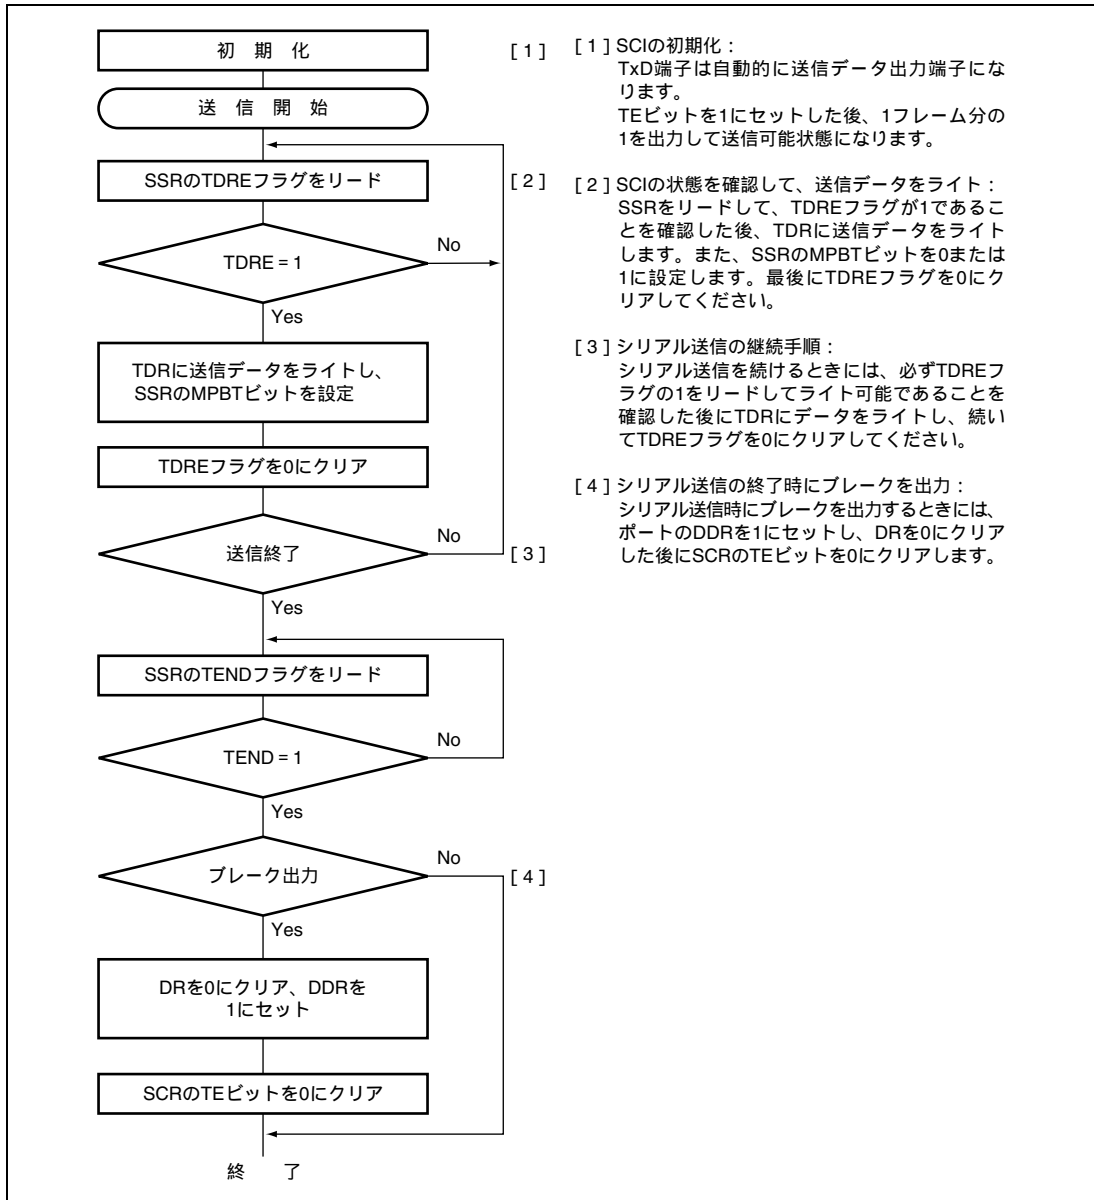 初 期 化
[ 1 ]
送 信 開 始
SSRのTDREフラグをリード
[ 2 ]
TDRE = 1
No
Yes
TDRに送信データをライトし、
SSRのMPBTビットを設定
TDREフラグを0にクリア
送信終了
No
[ 3 ]
Yes
SSRのTENDフラグをリード
TEND = 1
No
Yes
ブレーク出力
No
[ 4 ]
Yes
DRを0にクリア、DDRを
1にセット
SCRのTEビットを0にクリア
終 了
[ 1 ] SCIの初期化：
TxD端子は自動的に送信データ出力端子にな
ります。
TEビットを1にセットした後、1フレーム分の
1を出力して送信可能状態になります。
[ 2 ] SCIの状態を確認して、送信データをライト：
SSRをリードして、TDREフラグが1であるこ
とを確認した後、TDRに送信データをライト
します。また、SSRのMPBTビットを0または
1に設定します。最後にTDREフラグを0にク
リアしてください。
[ 3 ] シリアル送信の継続手順：
シリアル送信を続けるときには、必ずTDREフ
ラグの1をリードしてライト可能であることを
確認した後にTDRにデータをライトし、続い
てTDREフラグを0にクリアしてください。
[ 4 ] シリアル送信の終了時にブレークを出力：
シリアル送信時にブレークを出力するときには、
ポートのDDRを1にセットし、DRを0にクリア
した後にSCRのTEビットを0にクリアします。